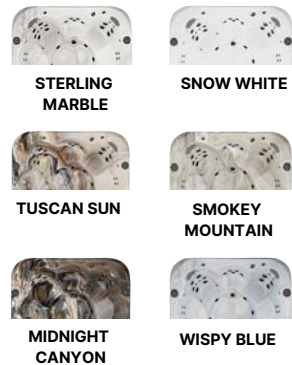 STERLING
MARBLE
SNOW WHITE
TUSCAN SUN
SMOKEY
MOUNTAIN
MIDNIGHT
CANYON
WISPY BLUE